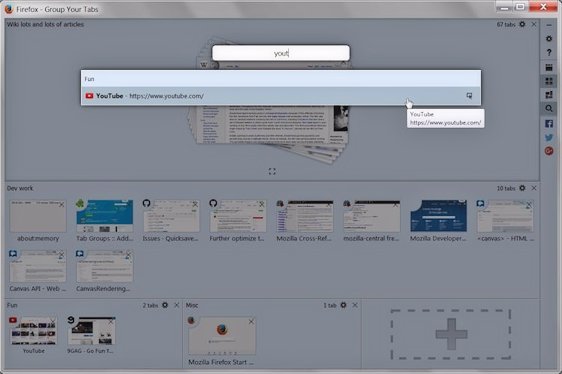 Firefox - Group Your Tabs
Wiki lots and lots of articles
67 tabs
yout
Fun
YouTube - https://www.youtube.com/
YouTube
https://www.youtube.com/
Dev work
10 tabs
about:memory
Tab Groups :: Add...
Issues - Quicksave...
Further optimize t...
Mozilla Cross-Ref...
mozilla-central fre...
Mozilla Developer...
<canvas> - HTML ...
Canvas API - Web ...
CanvasRendering...
Fun
2 tabs
Misc
1 tab
YouTube
9GAG - Go Fun T...
Mozilla Firefox Start ...